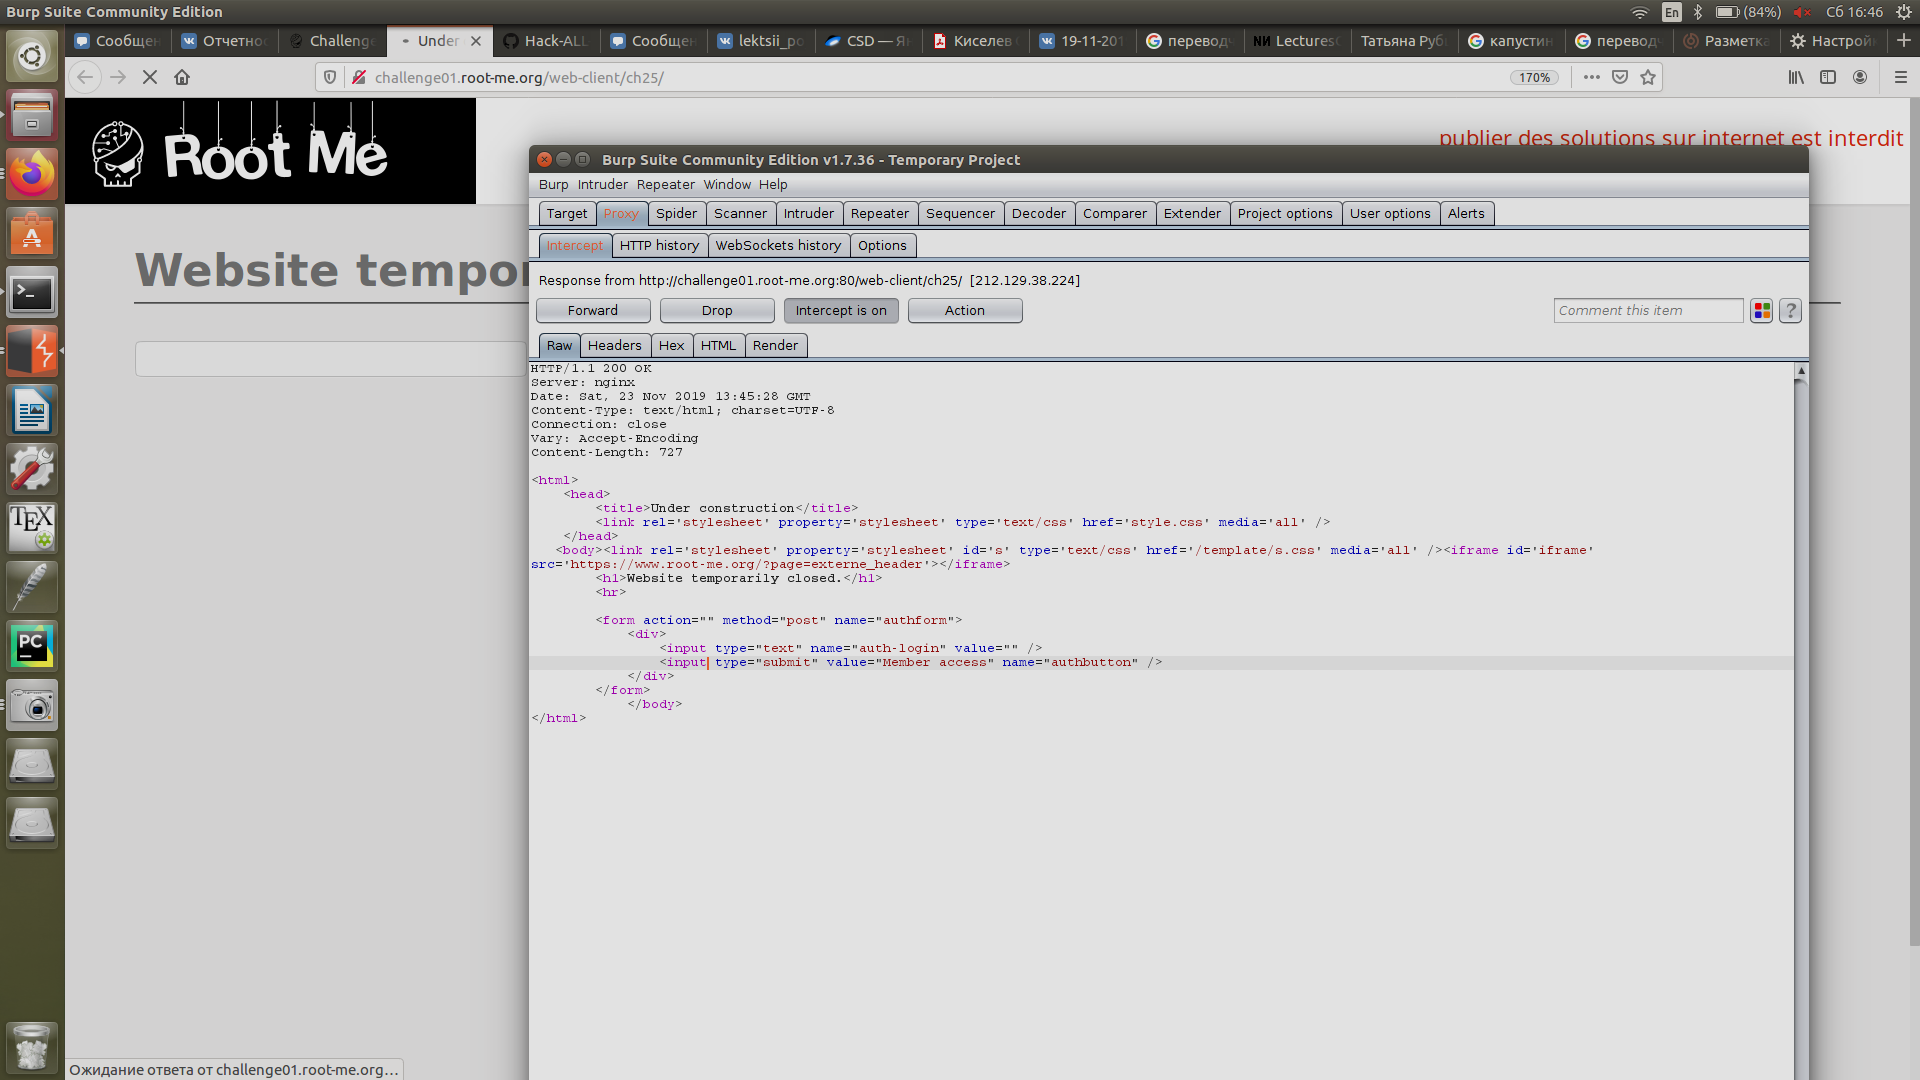 Burp Suite Community Edition
En
(84%)
Сб 16:46
Сообщен
Отчетно
Challenge
Under
Hack-ALL
Сообщен
lektsii_po
CSD — Ян
Киселев
19-11-201
переводч
LecturesC
Татьяна Руб
капустин
переводч
Разметка
Настройк
challenge01.root-me.org/web-client/ch25/
170%
Root Me
publier des solutions sur internet est interdit
Website tempor
Burp Suite Community Edition v1.7.36 - Temporary Project
Burp Intruder Repeater Window Help
Target Proxy Spider Scanner Intruder Repeater Sequencer Decoder Comparer Extender Project options User options Alerts
Intercept HTTP history WebSockets history Options
Response from http://challenge01.root-me.org:80/web-client/ch25/ [212.129.38.224]
Forward Drop Intercept is on Action Comment this item ?
Raw Headers Hex HTML Render
HTTP/1.1 200 OK
Server: nginx
Date: Sat, 23 Nov 2019 13:45:28 GMT
Content-Type: text/html; charset=UTF-8
Connection: close
Vary: Accept-Encoding
Content-Length: 727
<html>
<head>
<title>Under construction</title>
<link rel='stylesheet' property='stylesheet' type='text/css' href='style.css' media='all' />
</head>
<body><link rel='stylesheet' property='stylesheet' id='s' type='text/css' href='/template/s.css' media='all' /><iframe id='iframe'
src='https://www.root-me.org/?page=externe_header'></iframe>
<h1>Website temporarily closed.</h1>
<hr>
<form action="" method="post" name="authform">
<div>
<input type="text" name="auth-login" value="" />
<input type="submit" value="Member access" name="authbutton" />
</div>
</form>
</body>
</html>
TEX
PC
Ожидание ответа от challenge01.root-me.org…